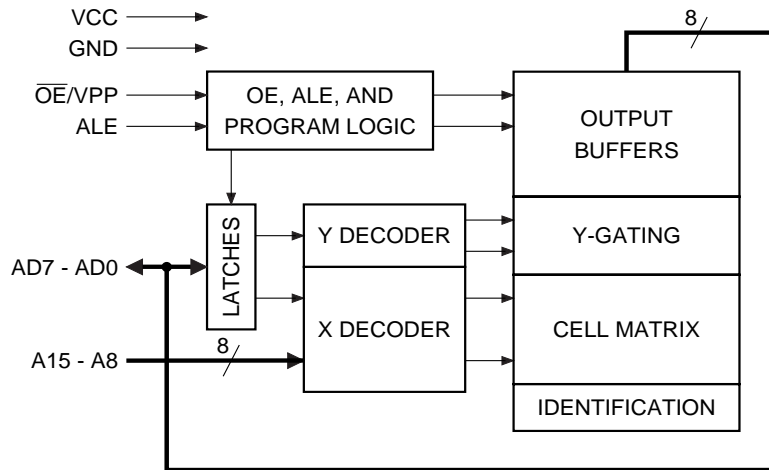 VCC
GND
O̅E̅/VPP
ALE
OE, ALE, AND
PROGRAM LOGIC
8
OUTPUT
BUFFERS
LATCHES
Y DECODER
Y-GATING
AD7 - AD0
X DECODER
CELL MATRIX
A15 - A8
8
IDENTIFICATION